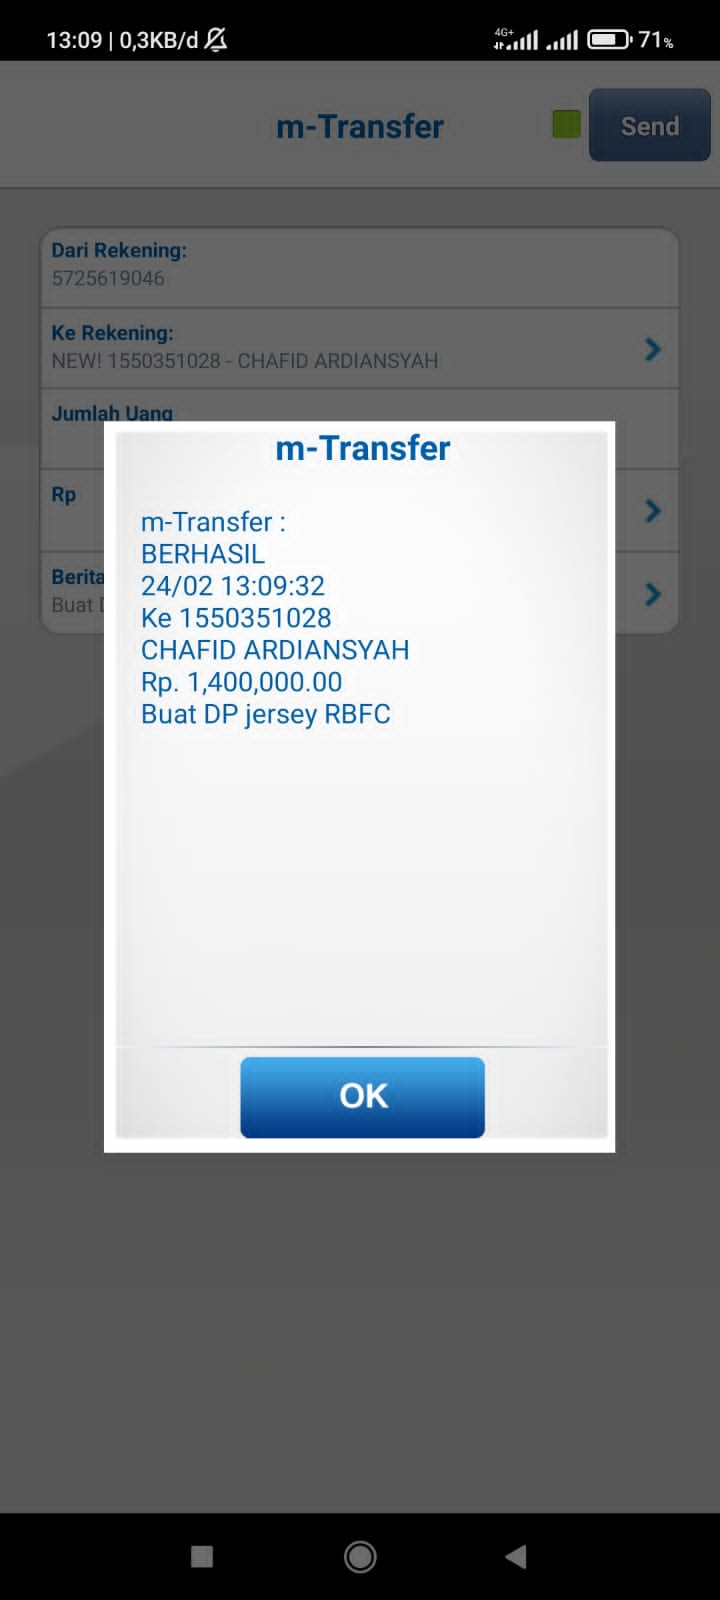 13:09 | 0,3KB/d
4G+
71%
m-Transfer
Send
Dari Rekening:
5725619046
Ke Rekening:
NEW! 1550351028 - CHAFID ARDIANSYAH
Jumlah Uang
Rp
Berita
Buat
m-Transfer
m-Transfer :
BERHASIL
24/02 13:09:32
Ke 1550351028
CHAFID ARDIANSYAH
Rp. 1,400,000.00
Buat DP jersey RBFC
OK